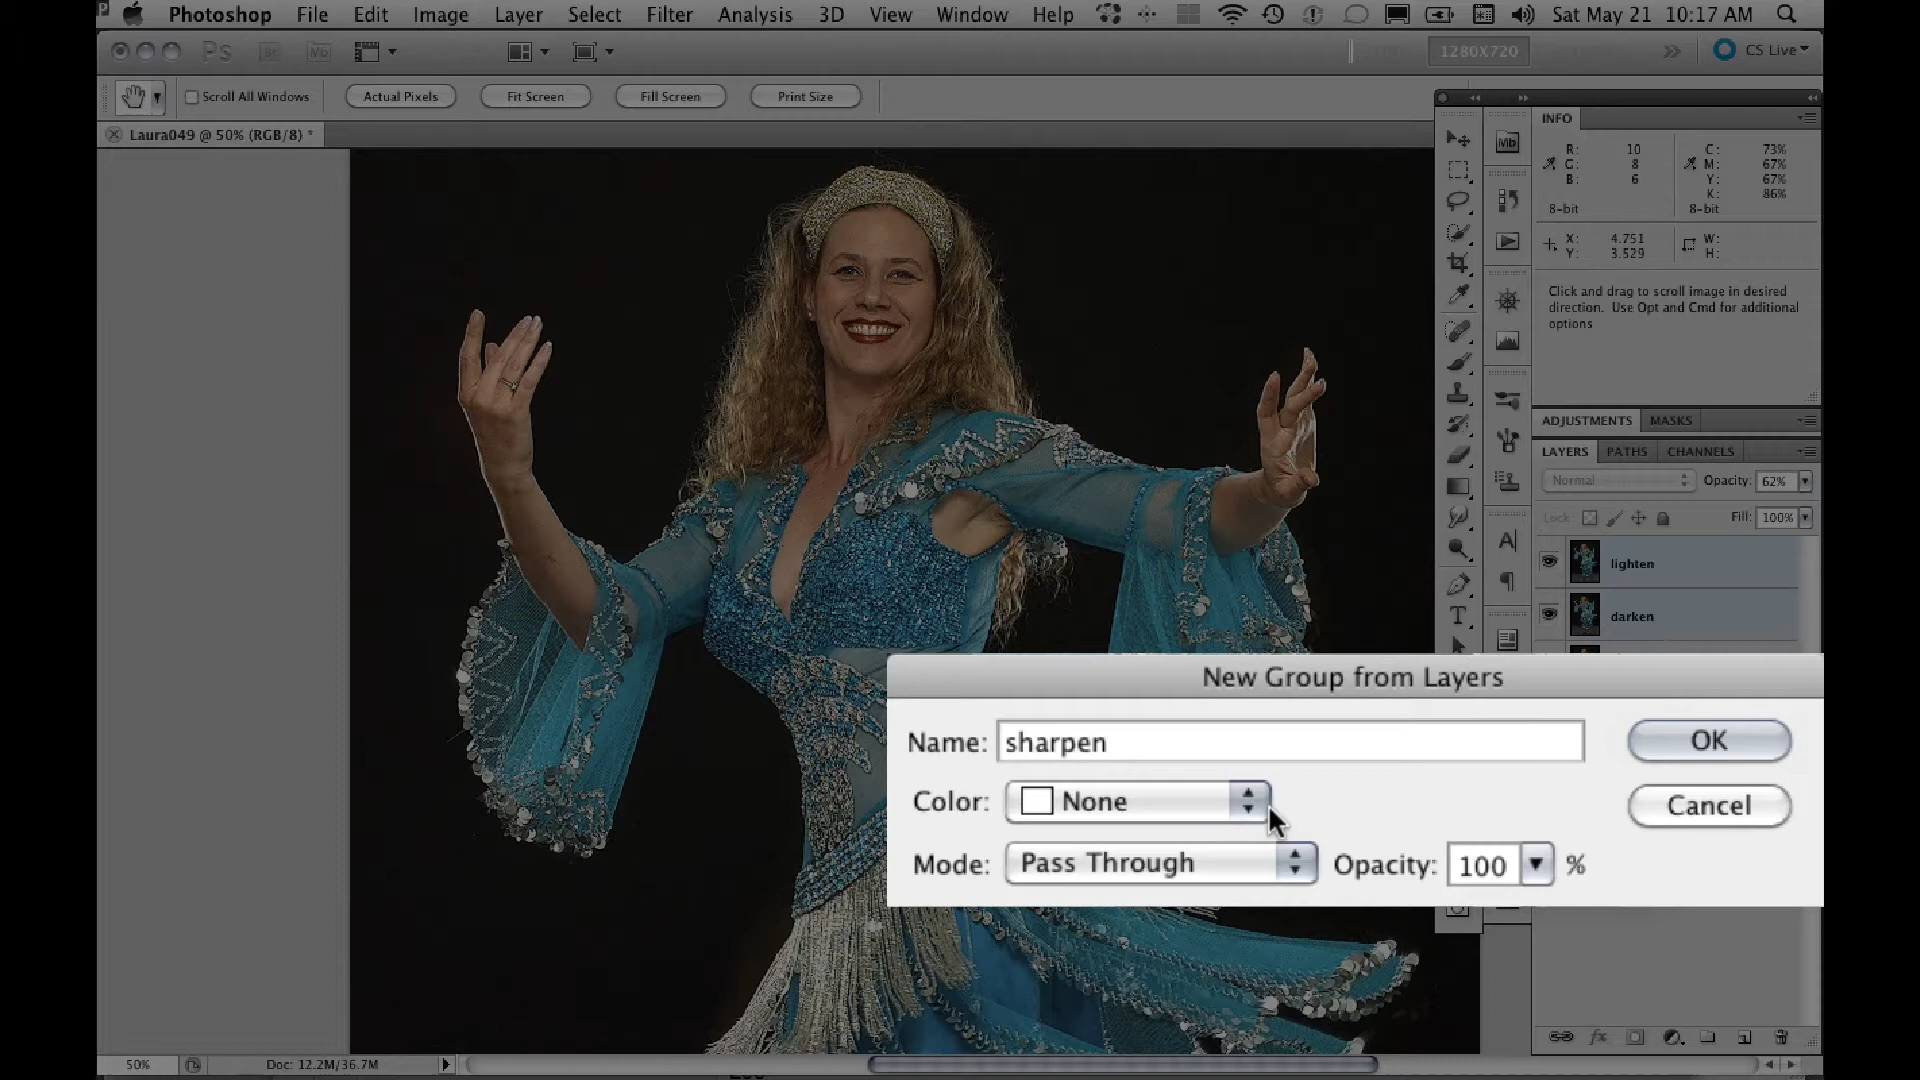 Photoshop File Edit Image Layer Select Filter Analysis 3D View Window Help Sat May 21 10:17 AM
Ps Br Mb 1280X720 CS Live
Scroll All Windows Actual Pixels Fit Screen Fill Screen Print Size
Laura049 @ 50% (RGB/8) *
INFO
R: 10 C: 73%
G: 8 M: 67%
B: 6 Y: 67%
K: 86%
8-bit 8-bit
X: 4.751 W:
Y: 3.529 H:
Click and drag to scroll image in desired
direction. Use Opt and Cmd for additional
options
ADJUSTMENTS MASKS
LAYERS PATHS CHANNELS
Normal Opacity: 62%
Lock: Fill: 100%
lighten
darken
New Group from Layers
Name: sharpen OK
Color: None Cancel
Mode: Pass Through Opacity: 100 %
50% Doc: 12.2M/36.7M